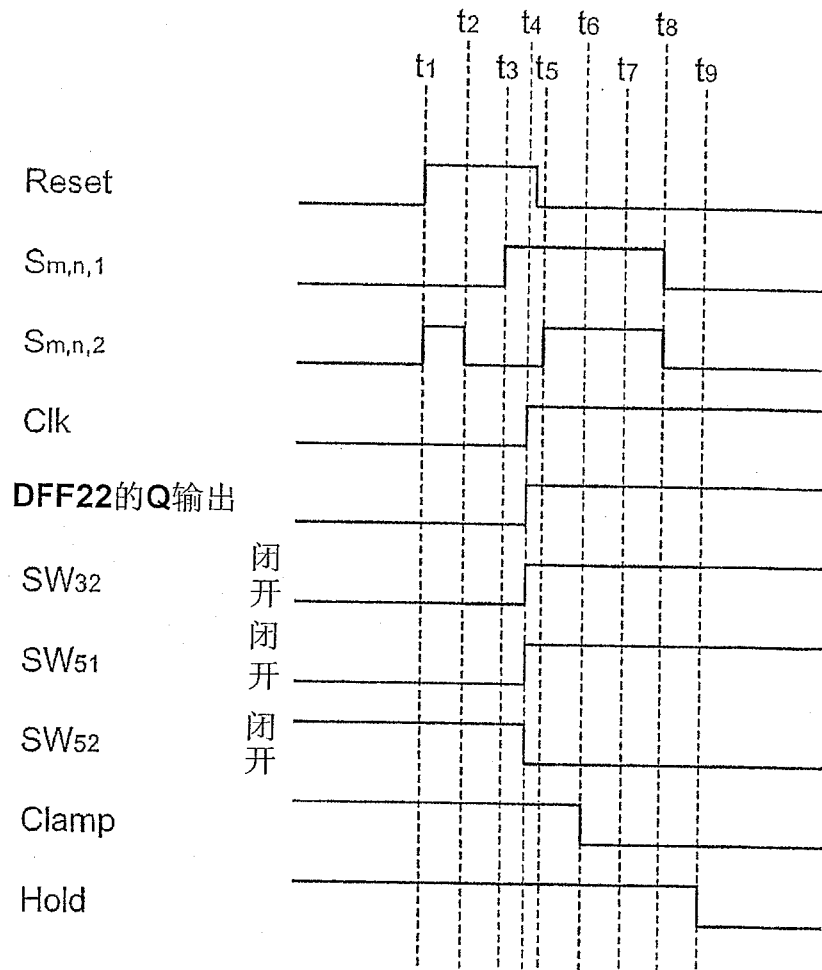 t2 t4 t6 t8
t1 t3 t5 t7 t9
Reset
Sm,n,1
Sm,n,2
Clk
DFF22的Q输出
SW32 闭
开
SW51 闭
开
SW52 闭
开
Clamp
Hold